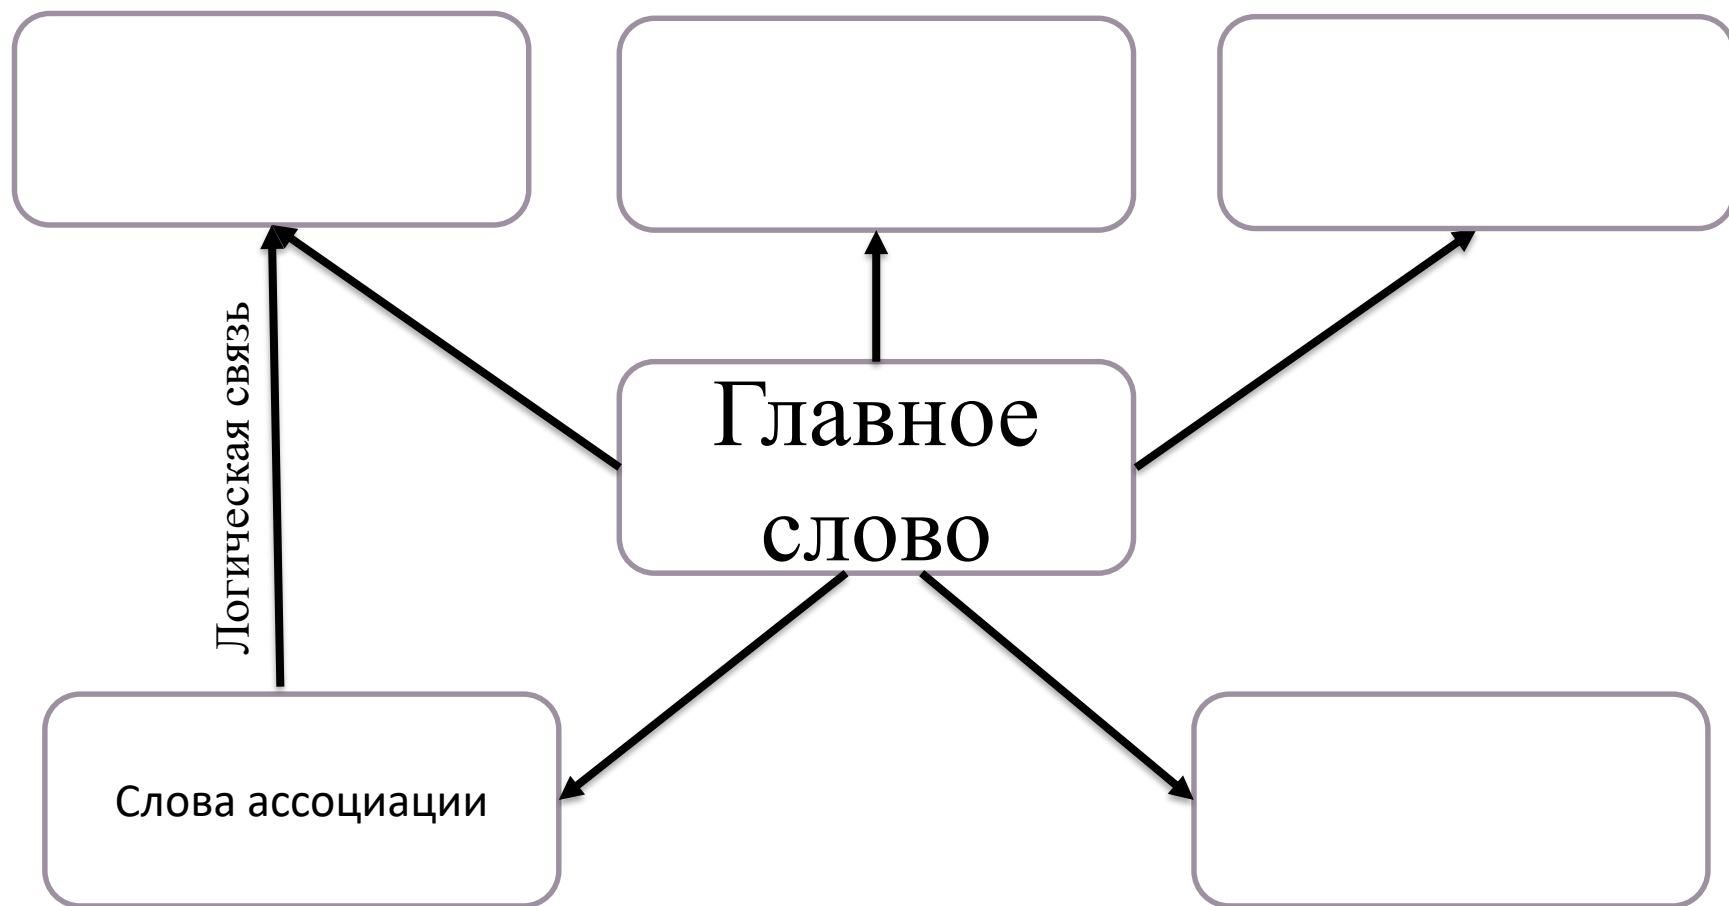 Логическая связь
Главное
слово
Слова ассоциации